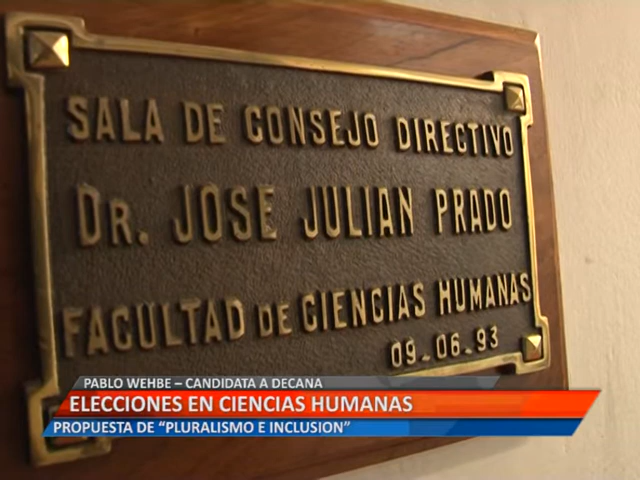 SALA DE CONSEJO DIRECTIVO
DR. JOSE JULIAN PRADO
FACULTAD DE CIENCIAS HUMANAS
09-06-93
PABLO WEHBE – CANDIDATA A DECANA
ELECCIONES EN CIENCIAS HUMANAS
PROPUESTA DE “PLURALISMO E INCLUSION”